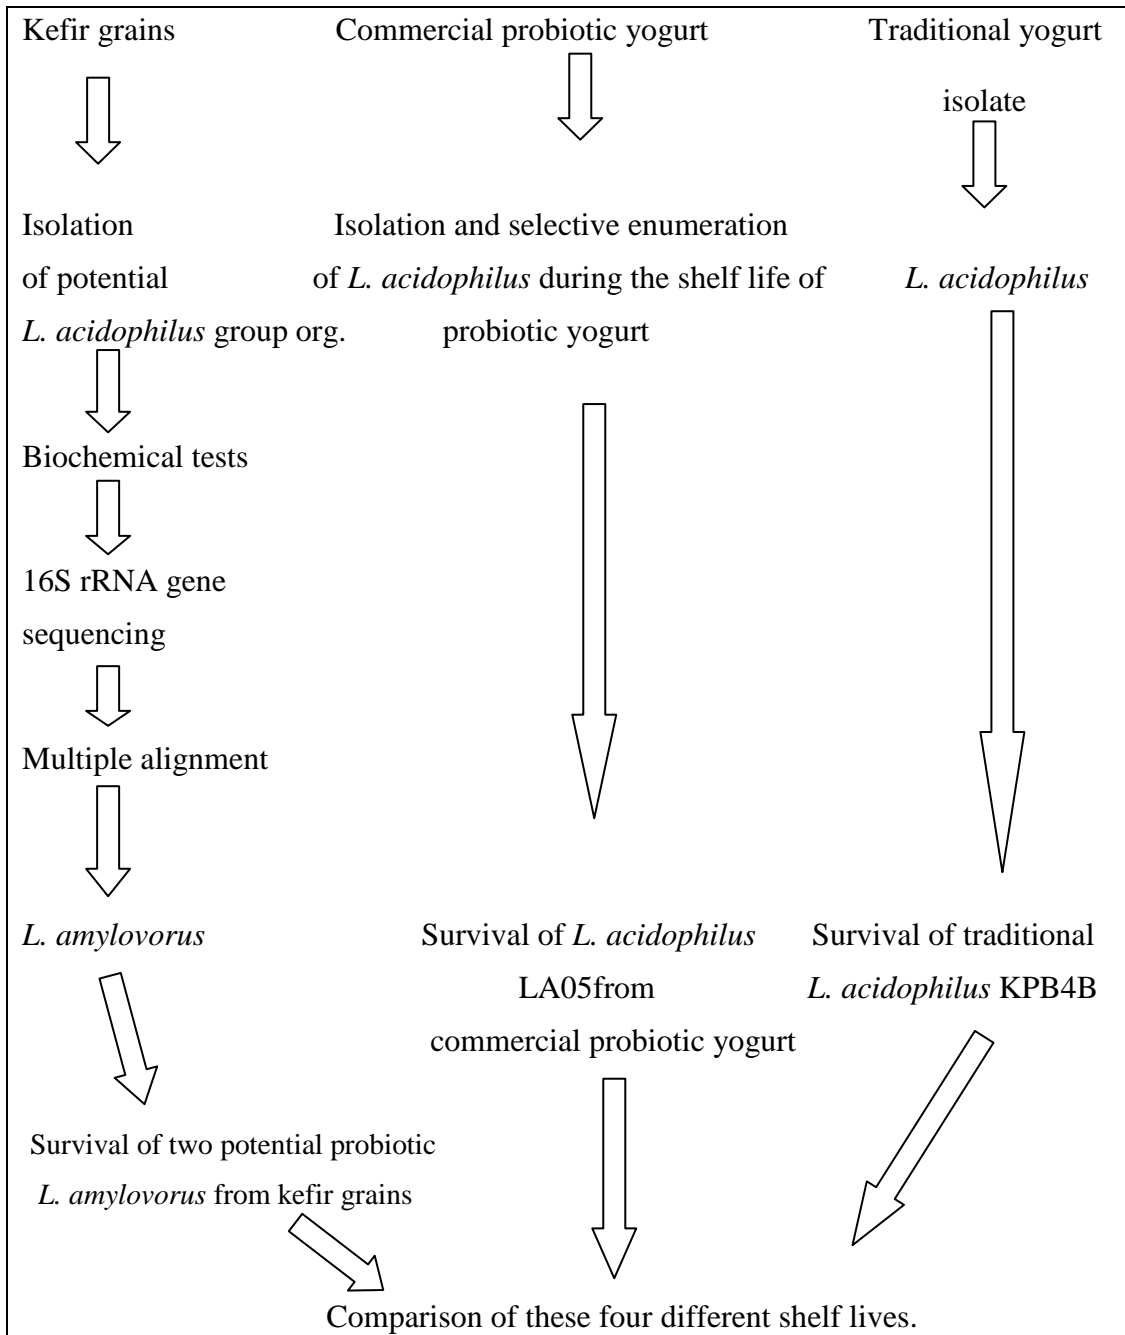 Kefir grains
Commercial probiotic yogurt
Traditional yogurt
isolate
Isolation
of potential
L. acidophilus group org.
Isolation and selective enumeration
of L. acidophilus during the shelf life of
probiotic yogurt
L. acidophilus
Biochemical tests
16S rRNA gene
sequencing
Multiple alignment
L. amylovorus
Survival of L. acidophilus
LA05from
commercial probiotic yogurt
Survival of traditional
L. acidophilus KPB4B
Survival of two potential probiotic
L. amylovorus from kefir grains
Comparison of these four different shelf lives.